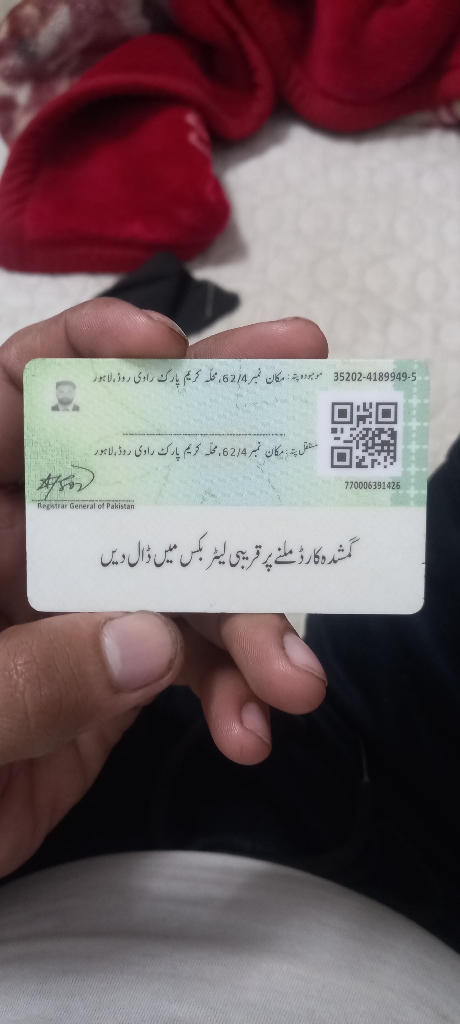 موجودہ پتہ: مکان نمبر 62/4، محلہ کریم پارک راوی روڈ، لاہور
35202-4189949-5
مستقل پتہ: مکان نمبر 62/4، محلہ کریم پارک راوی روڈ، لاہور
770006391426
Registrar General of Pakistan
گمشدہ کارڈ ملنے پر قریبی لیٹر بکس میں ڈال دیں